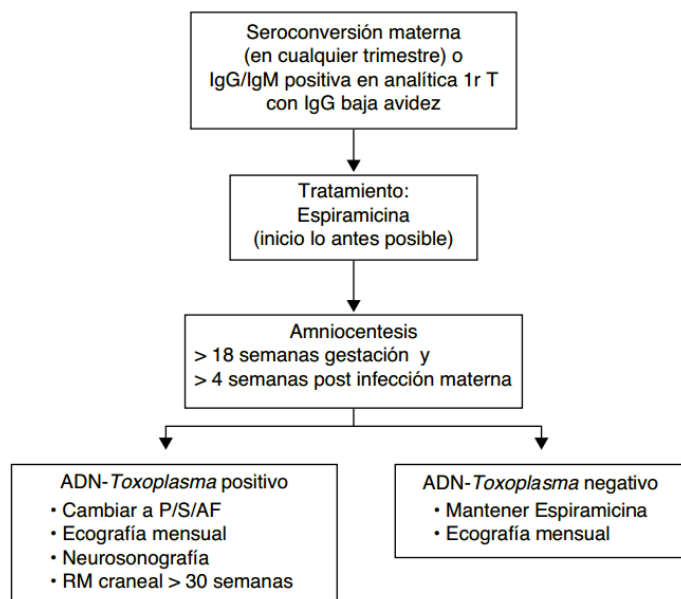 Seroconversión materna
(en cualquier trimestre) o
IgG/IgM positiva en analítica 1r T
con IgG baja avidez
Tratamiento:
Espiramicina
(inicio lo antes posible)
Amniocentesis
> 18 semanas gestación y
> 4 semanas post infección materna
ADN-Toxoplasma positivo
• Cambiar a P/S/AF
• Ecografía mensual
• Neurosonografía
• RM craneal > 30 semanas
ADN-Toxoplasma negativo
• Mantener Espiramicina
• Ecografía mensual